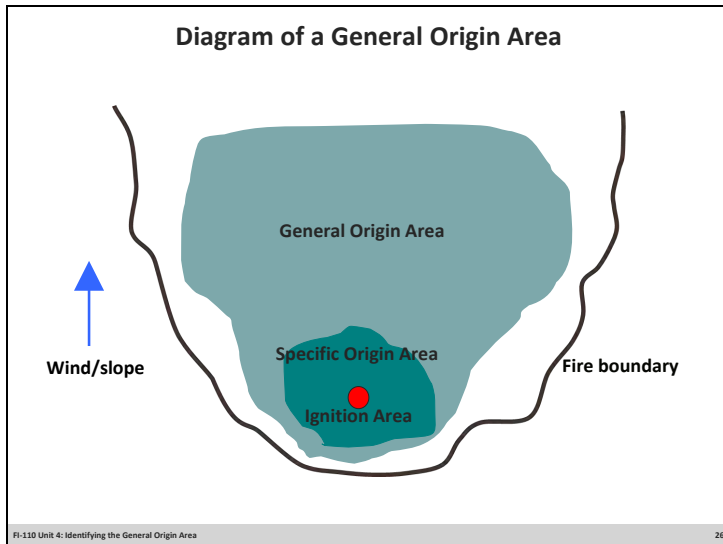 Diagram of a General Origin Area
General Origin Area
Specific Origin Area
Wind/slope
Fire boundary
Ignition Area
FI-110 Unit 4: Identifying the General Origin Area
26